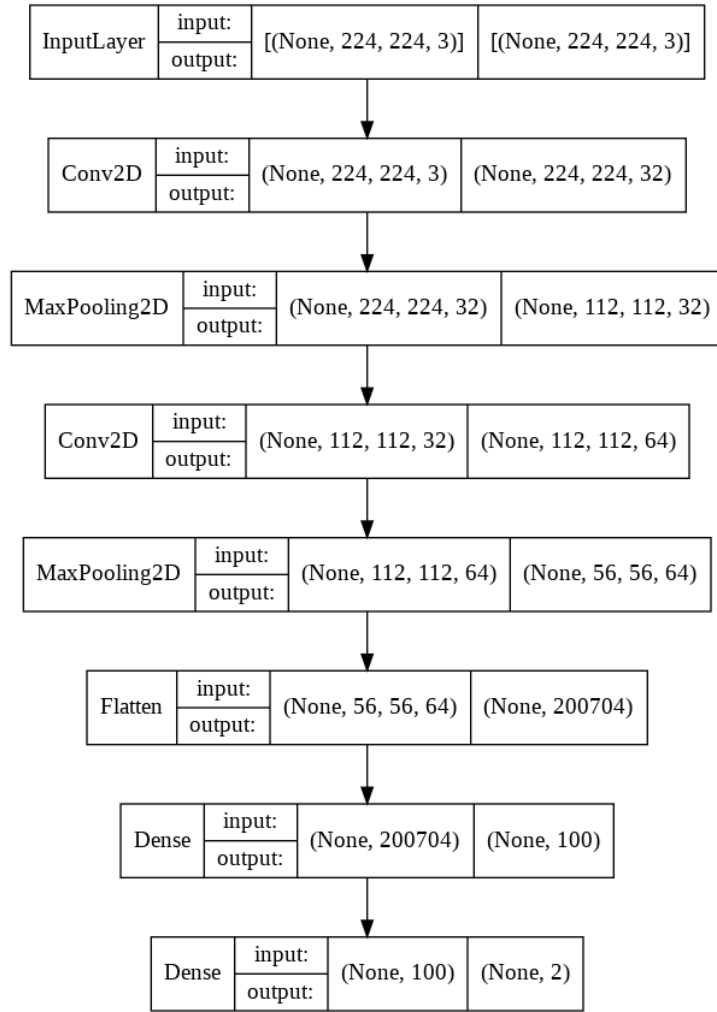 InputLayer input: output: [(None, 224, 224, 3)] [(None, 224, 224, 3)]
Conv2D input: output: (None, 224, 224, 3) (None, 224, 224, 32)
MaxPooling2D input: output: (None, 224, 224, 32) (None, 112, 112, 32)
Conv2D input: output: (None, 112, 112, 32) (None, 112, 112, 64)
MaxPooling2D input: output: (None, 112, 112, 64) (None, 56, 56, 64)
Flatten input: output: (None, 56, 56, 64) (None, 200704)
Dense input: output: (None, 200704) (None, 100)
Dense input: output: (None, 100) (None, 2)